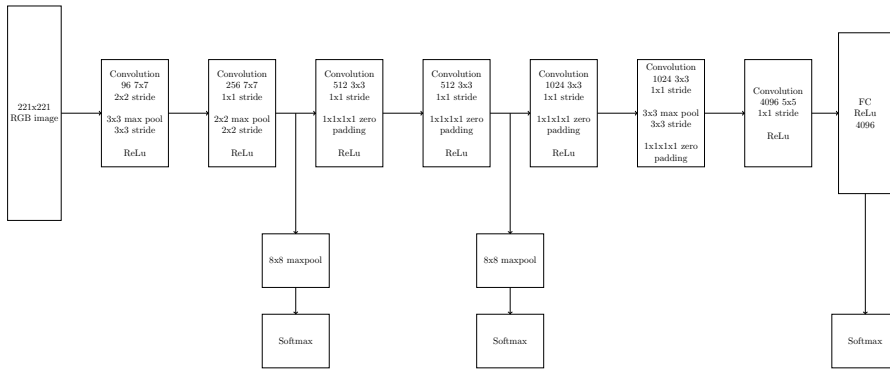 221x221
RGB image
Convolution
96 7x7
2x2 stride
3x3 max pool
3x3 stride
ReLu
Convolution
256 7x7
1x1 stride
2x2 max pool
2x2 stride
ReLu
Convolution
512 3x3
1x1 stride
1x1x1x1 zero
padding
ReLu
Convolution
512 3x3
1x1 stride
1x1x1x1 zero
padding
ReLu
Convolution
1024 3x3
1x1 stride
1x1x1x1 zero
padding
ReLu
Convolution
1024 3x3
1x1 stride
3x3 max pool
3x3 stride
1x1x1x1 zero
padding
Convolution
4096 5x5
1x1 stride
ReLu
FC
ReLu
4096
8x8 maxpool
8x8 maxpool
Softmax
Softmax
Softmax